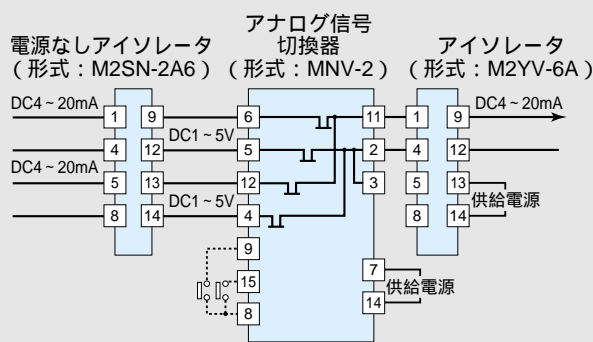 電源なしアイソレータ
(形式：M2SN-2A6)
アナログ信号
切換器
(形式：MNV-2)
アイソレータ
(形式：M2YV-6A)
DC4~20mA
1
9
6
11
1
9
DC4~20mA
DC1~5V
4
12
5
2
4
12
DC4~20mA
5
13
12
3
5
13
供給電源
DC1~5V
8
14
4
8
14
9
15
7
供給電源
8
14